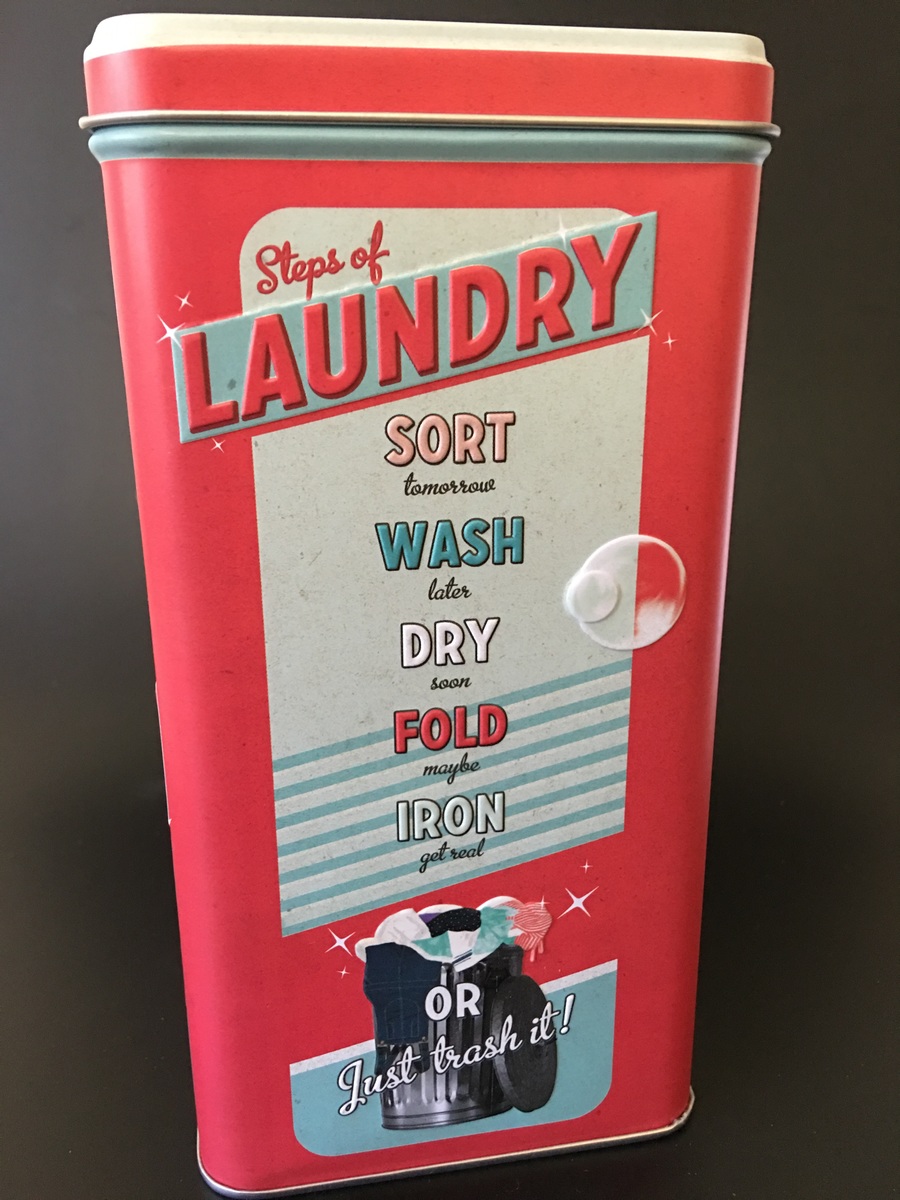 Steps of
LAUNDRY
SORT
tomorrow
WASH
later
DRY
soon
FOLD
maybe
IRON
get real
OR
Just trash it!